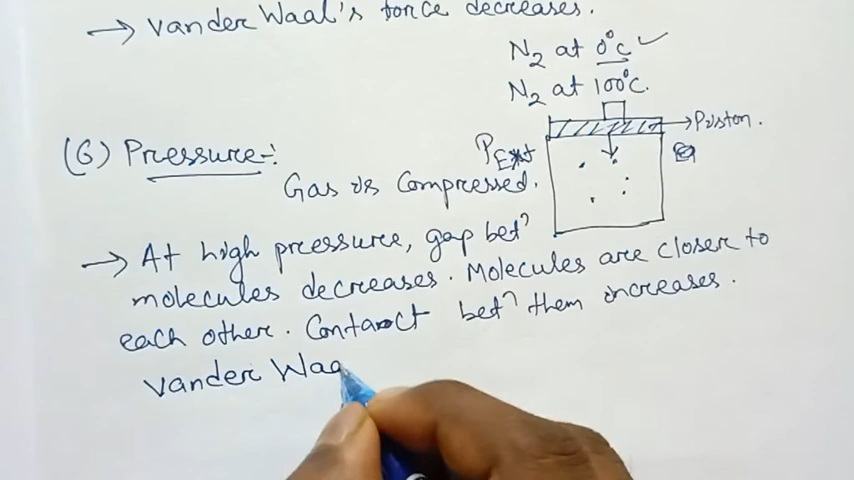 → Vander Waal's force decreases.
N₂ at 0°C ✓
N₂ at 100°C.
→ Piston.
(6) Pressure :-
P Ext
Gas is Compressed.
→ At high pressure, gap betⁿ
molecules decreases. Molecules are closer to
each other. Contact betⁿ them increases.
Vander Waa